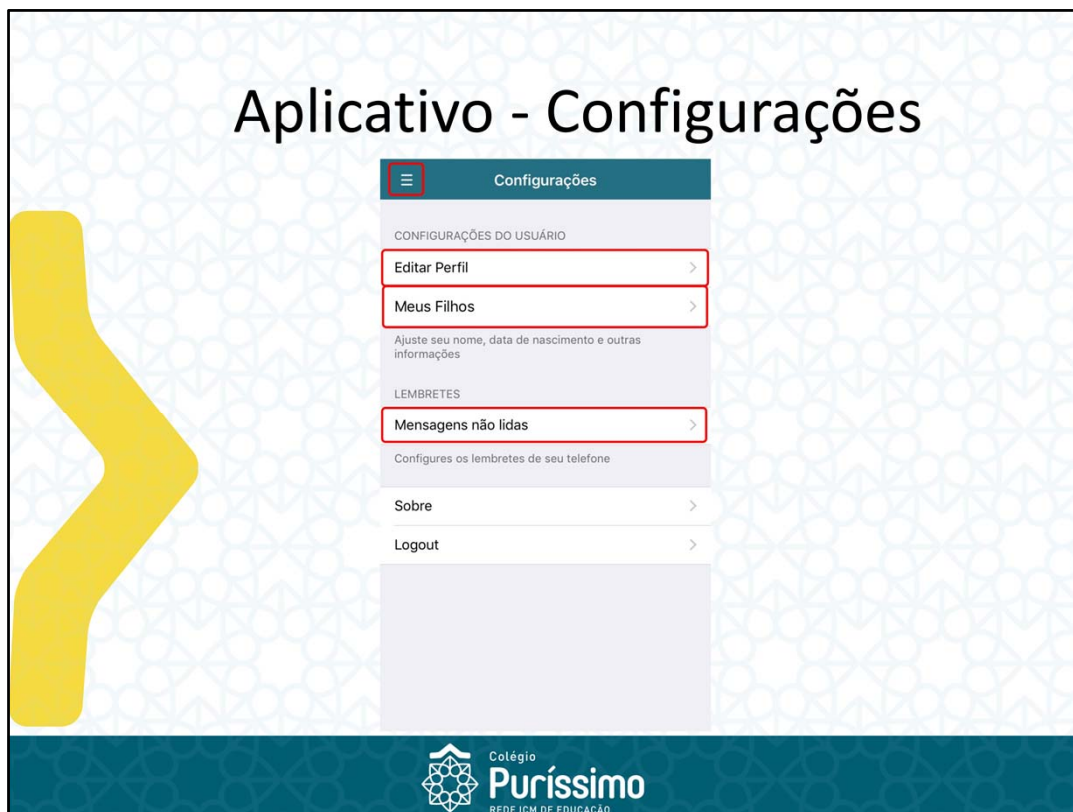 Aplicativo - Configurações
Configurações
CONFIGURAÇÕES DO USUÁRIO
Editar Perfil
Meus Filhos
Ajuste seu nome, data de nascimento e outras
informações
LEMBRETES
Mensagens não lidas
Configures os lembretes de seu telefone
Sobre
Logout
Colégio
Puríssimo
REDE ICM DE EDUCAÇÃO